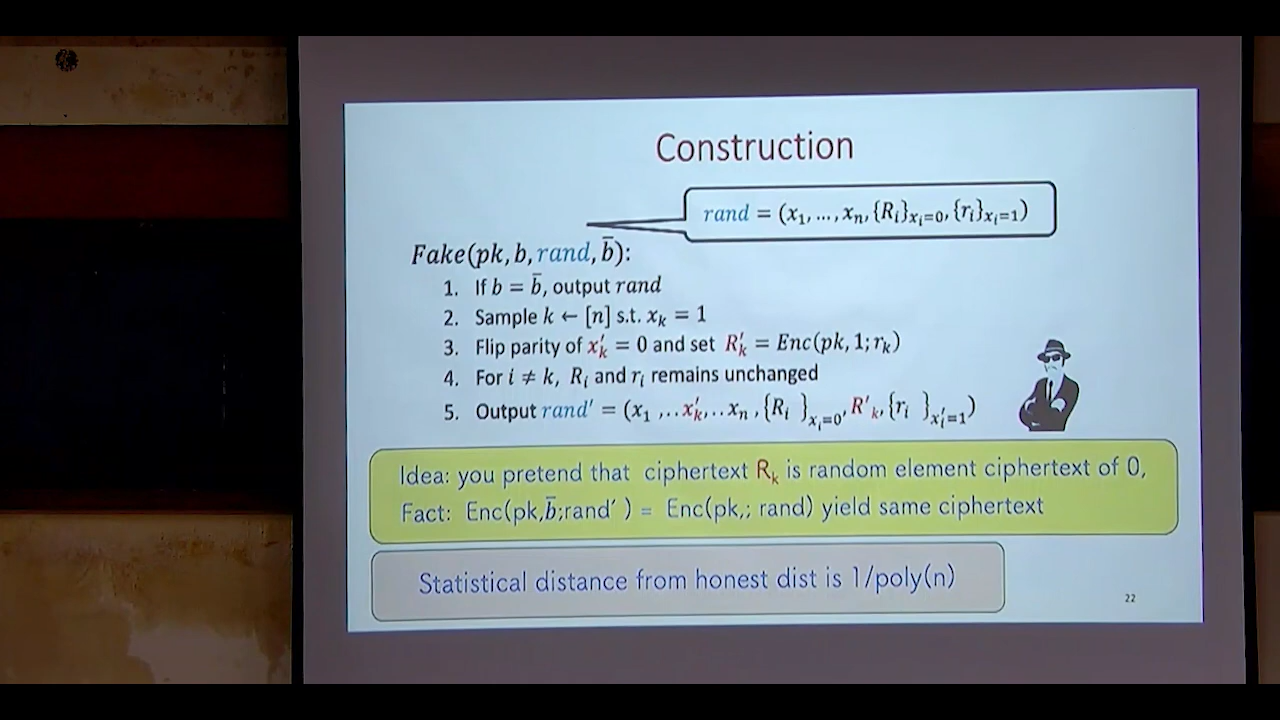 Construction
rand = (x₁, …, xₙ, {Rᵢ}ₓᵢ₌₀, {rᵢ}ₓᵢ₌₁)
Fake(pk, b, rand, b̄):
1. If b = b̄, output rand
2. Sample k ← [n] s.t. xₖ = 1
3. Flip parity of x′ₖ = 0 and set R′ₖ = Enc(pk, 1; rₖ)
4. For i ≠ k, Rᵢ and rᵢ remains unchanged
5. Output rand′ = (x₁ ,..x′ₖ,..xₙ , {Rᵢ }ₓᵢ₌₀, R′ₖ, {rᵢ }ₓ′ᵢ₌₁)
Idea: you pretend that ciphertext Rₖ is random element ciphertext of 0,
Fact: Enc(pk,b̄;rand′ ) = Enc(pk,; rand) yield same ciphertext
Statistical distance from honest dist is 1/poly(n)
22